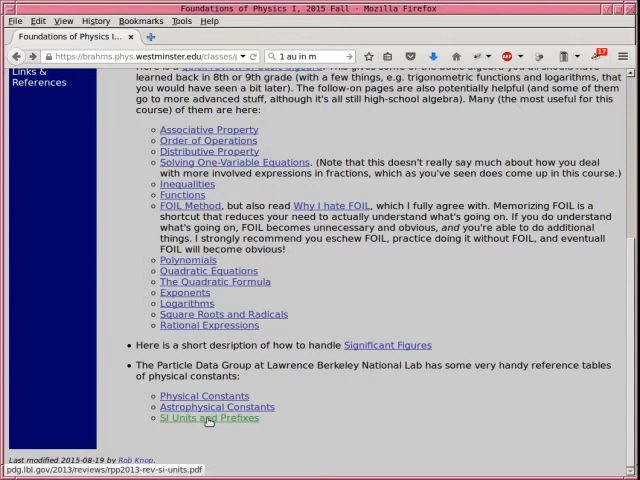 Foundations of Physics I, 2015 Fall - Mozilla Firefox
File Edit View History Bookmarks Tools Help
Foundations of Physics I...
https://brahms.phys.westminster.edu/classes/p
1 au in m
17
Links &
References
learned back in 8th or 9th grade (with a few things, e.g. trigonometric functions and logarithms, that
you would have seen a bit later). The follow-on pages are also potentially helpful (and some of them
go to more advanced stuff, although it's all still high-school algebra). Many (the most useful for this
course) of them are here:
Associative Property
Order of Operations
Distributive Property
Solving One-Variable Equations. (Note that this doesn't really say much about how you deal
with more involved expressions in fractions, which as you've seen does come up in this course.)
Inequalities
Functions
FOIL Method, but also read Why I hate FOIL, which I fully agree with. Memorizing FOIL is a
shortcut that reduces your need to actually understand what's going on. If you do understand
what's going on, FOIL becomes unnecessary and obvious, and you're able to do additional
things. I strongly recommend you eschew FOIL, practice doing it without FOIL, and eventuall
FOIL will become obvious!
Polynomials
Quadratic Equations
The Quadratic Formula
Exponents
Logarithms
Square Roots and Radicals
Rational Expressions
Here is a short desription of how to handle Significant Figures
The Particle Data Group at Lawrence Berkeley National Lab has some very handy reference tables
of physical constants:
Physical Constants
Astrophysical Constants
SI Units and Prefixes
Last modified 2015-08-19 by Rob Knop.
pdg.lbl.gov/2013/reviews/rpp2013-rev-si-units.pdf